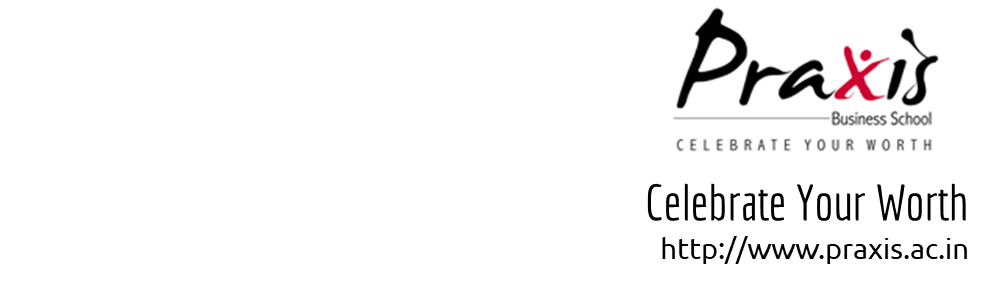 Praxis
Business School
CELEBRATE YOUR WORTH
Celebrate Your Worth
http://www.praxis.ac.in